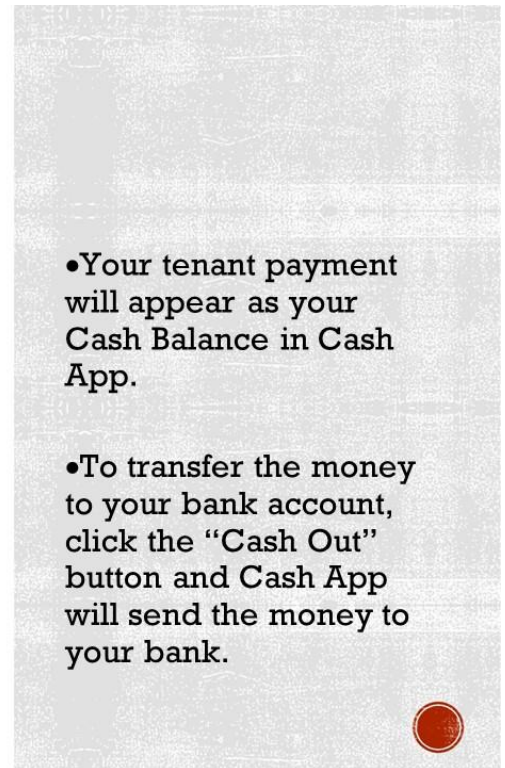 •Your tenant payment
will appear as your
Cash Balance in Cash
App.
•To transfer the money
to your bank account,
click the “Cash Out”
button and Cash App
will send the money to
your bank.